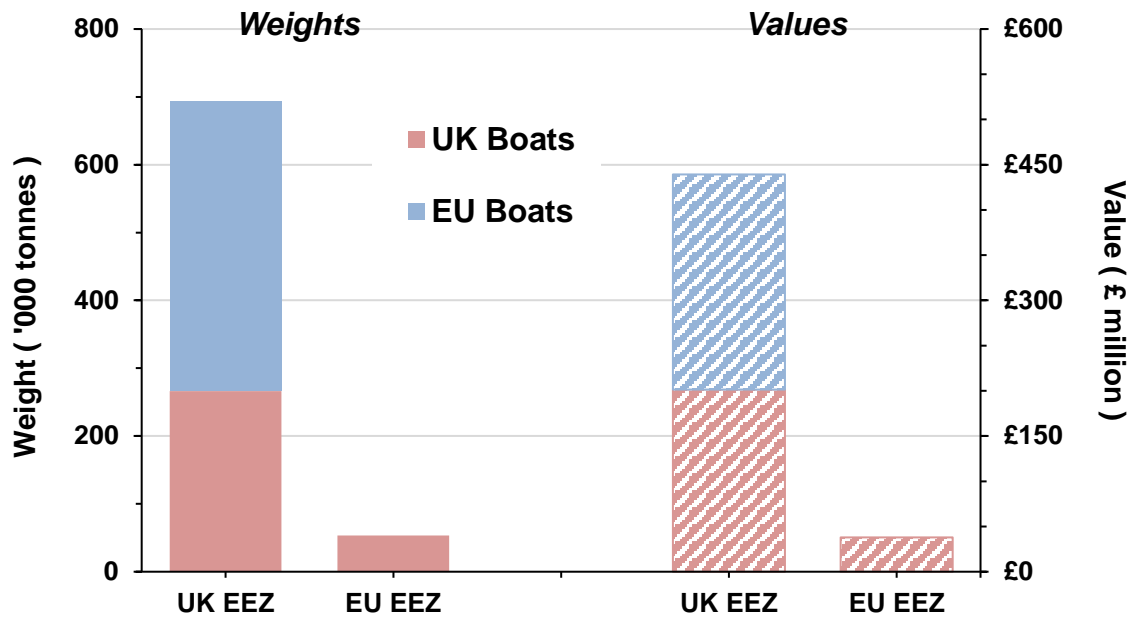 Weights
Values
Weight ( '000 tonnes )
800
600
400
200
0
UK Boats
EU Boats
£600
£450
£300
£150
£0
Value ( £ million )
UK EEZ
EU EEZ
UK EEZ
EU EEZ